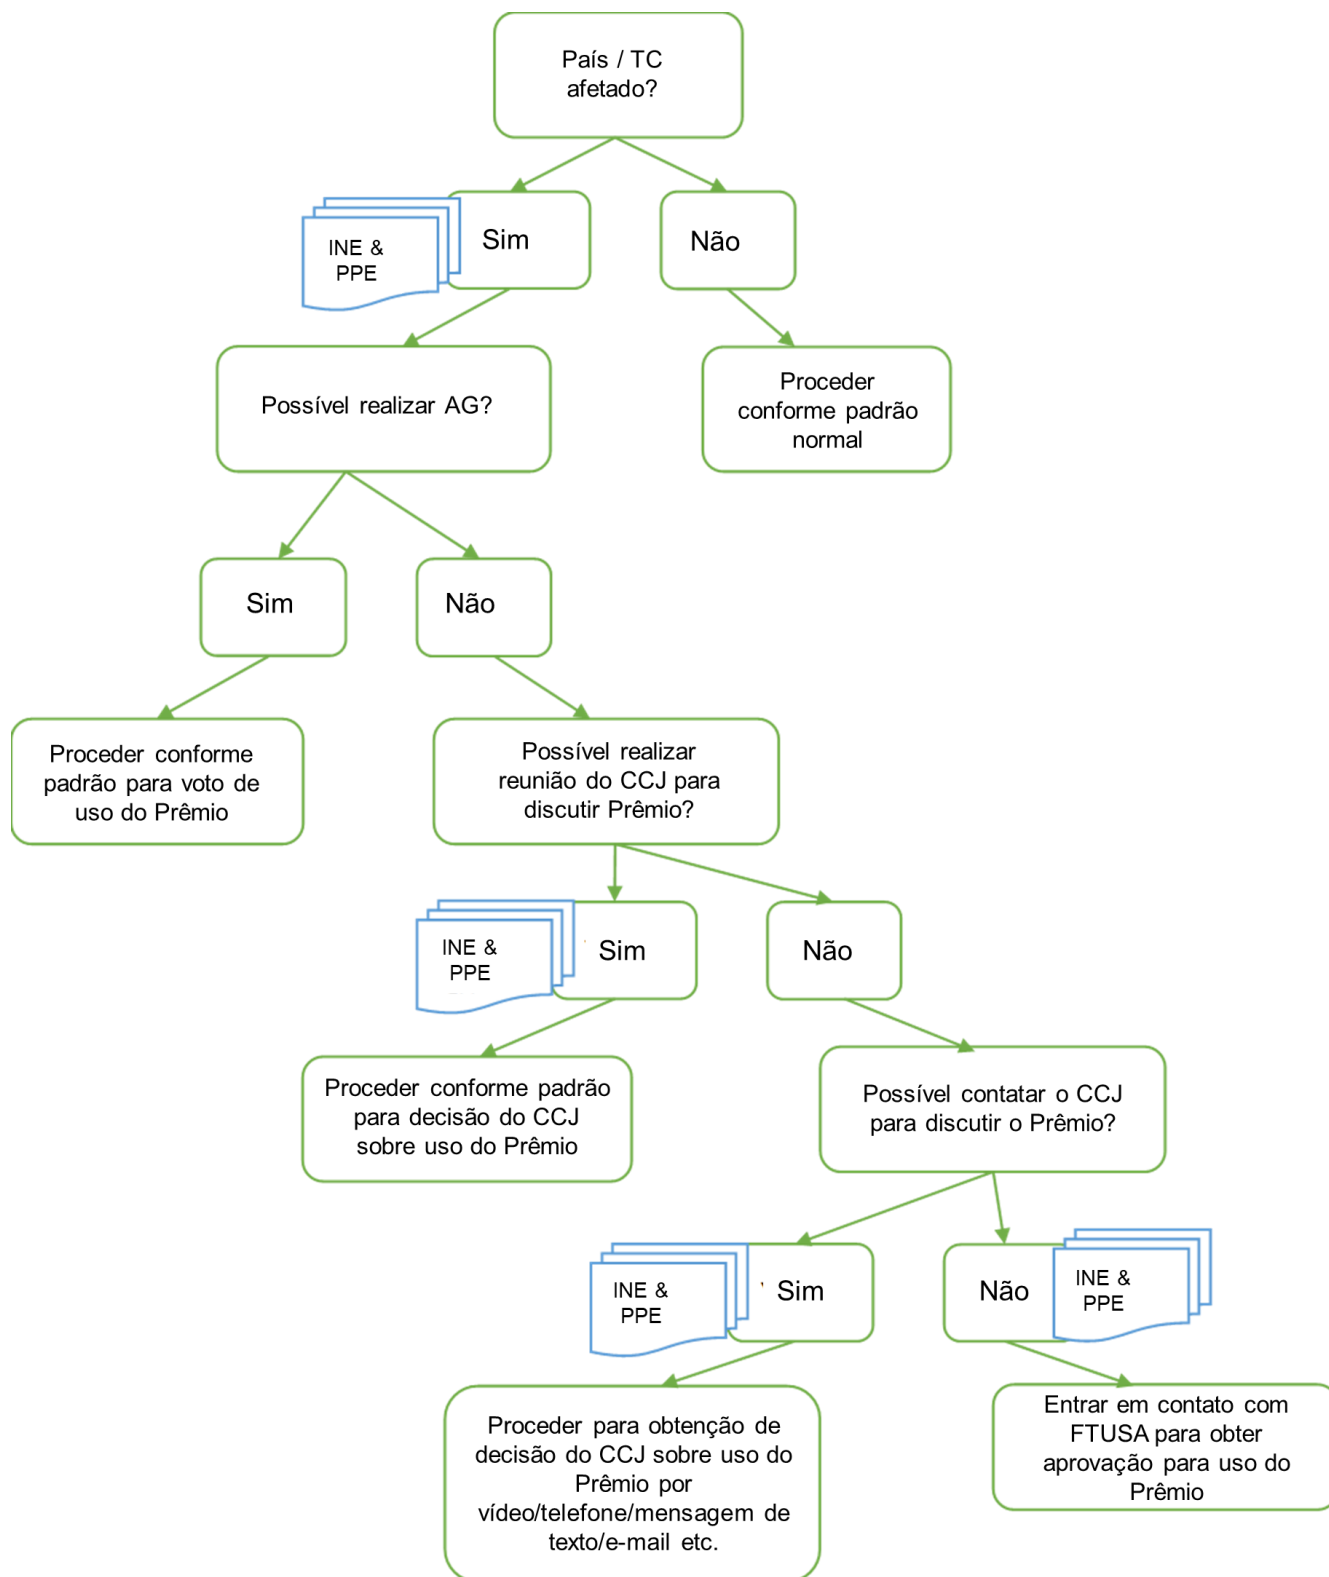 País / TC
afetado?
INE &
PPE
Sim
Não
Possível realizar AG?
Proceder
conforme padrão
normal
Sim
Não
Proceder conforme
padrão para voto de
uso do Prêmio
Possível realizar
reunião do CCJ para
discutir Prêmio?
INE &
PPE
Sim
Não
Proceder conforme padrão
para decisão do CCJ
sobre uso do Prêmio
Possível contatar o CCJ
para discutir o Prêmio?
INE &
PPE
Sim
Não
INE &
PPE
Proceder para obtenção de
decisão do CCJ sobre uso do
Prêmio por
vídeo/telefone/mensagem de
texto/e-mail etc.
Entrar em contato com
FTUSA para obter
aprovação para uso do
Prêmio